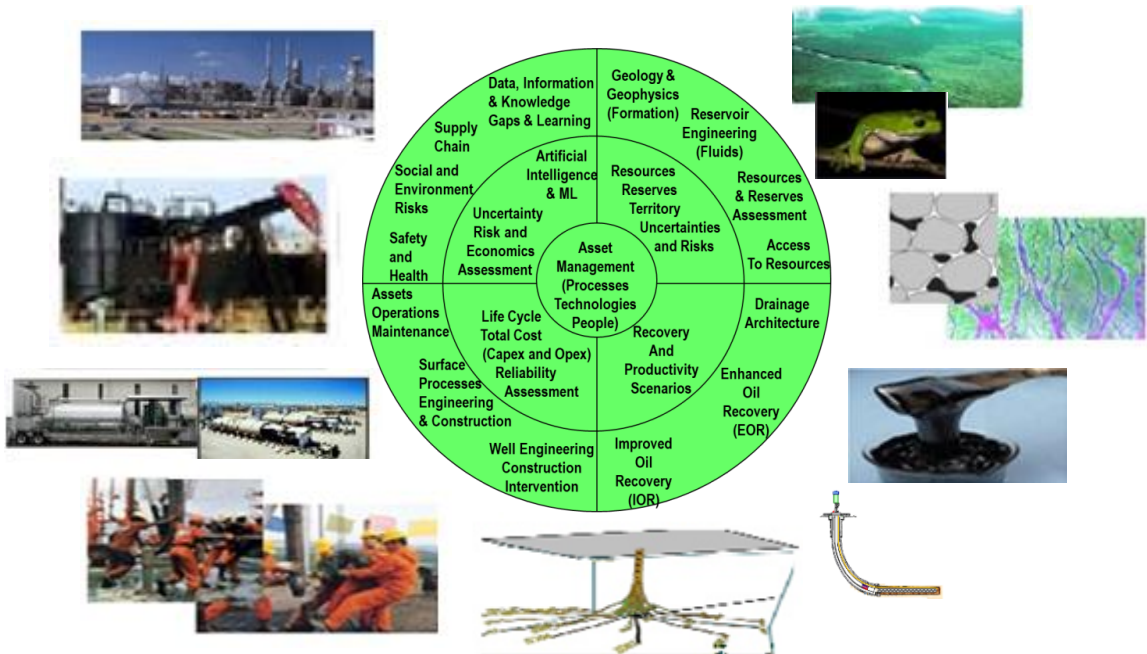 Data, Information
& Knowledge
Gaps & Learning
Supply
Chain
Social and
Environment
Risks
Safety
and
Health
Artificial
Intelligence
& ML
Uncertainty
Risk and
Economics
Assessment
Geology &
Geophysics
(Formation)
Reservoir
Engineering
(Fluids)
Resources
& Reserves
Assessment
Access
To Resources
Resources
Reserves
Territory
Uncertainties
and Risks
Asset
Management
(Processes
Technologies
People)
Assets
Operations
Maintenance
Surface
Processes
Engineering
& Construction
Well Engineering
Construction
Intervention
Life Cycle
Total Cost
(Capex and Opex)
Reliability
Assessment
Recovery
And
Productivity
Scenarios
Drainage
Architecture
Enhanced
Oil
Recovery
(EOR)
Improved
Oil
Recovery
(IOR)